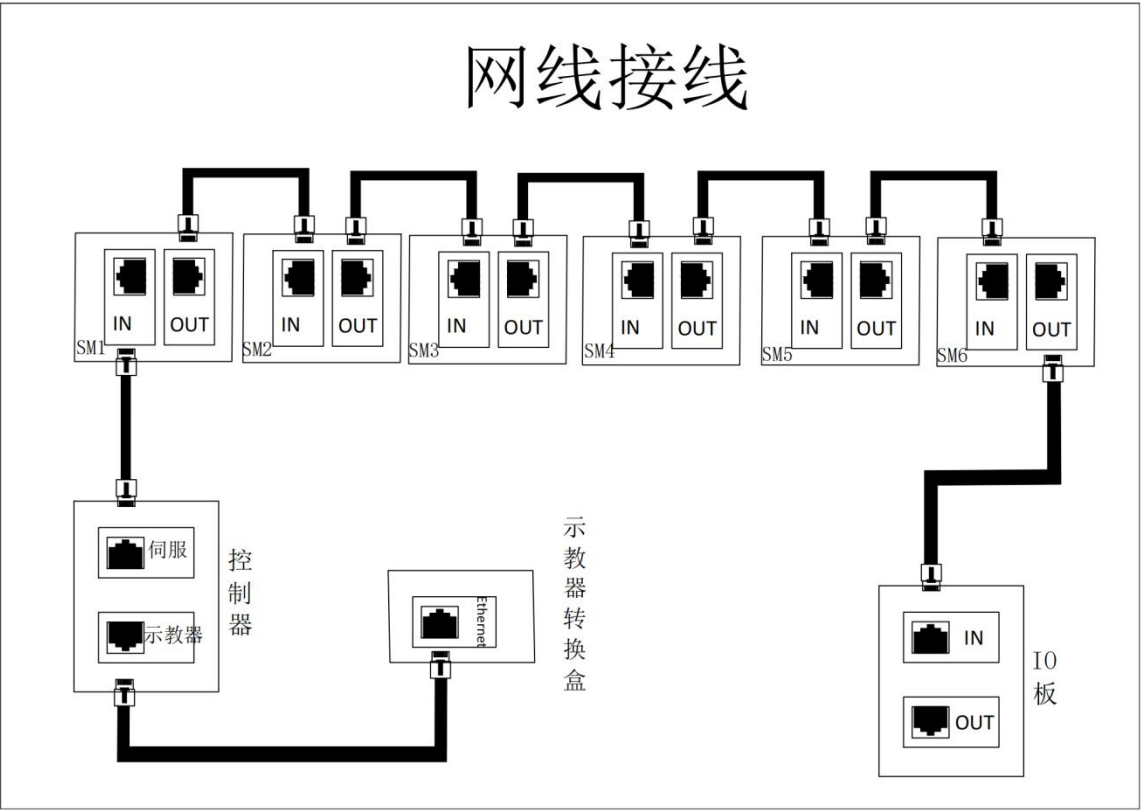 网线接线
IN OUT
SM1
IN OUT
SM2
IN OUT
SM3
IN OUT
SM4
IN OUT
SM5
IN OUT
SM6
伺服
示教器
控制器
Ethernet
示教器转换盒
IN
OUT
IO板